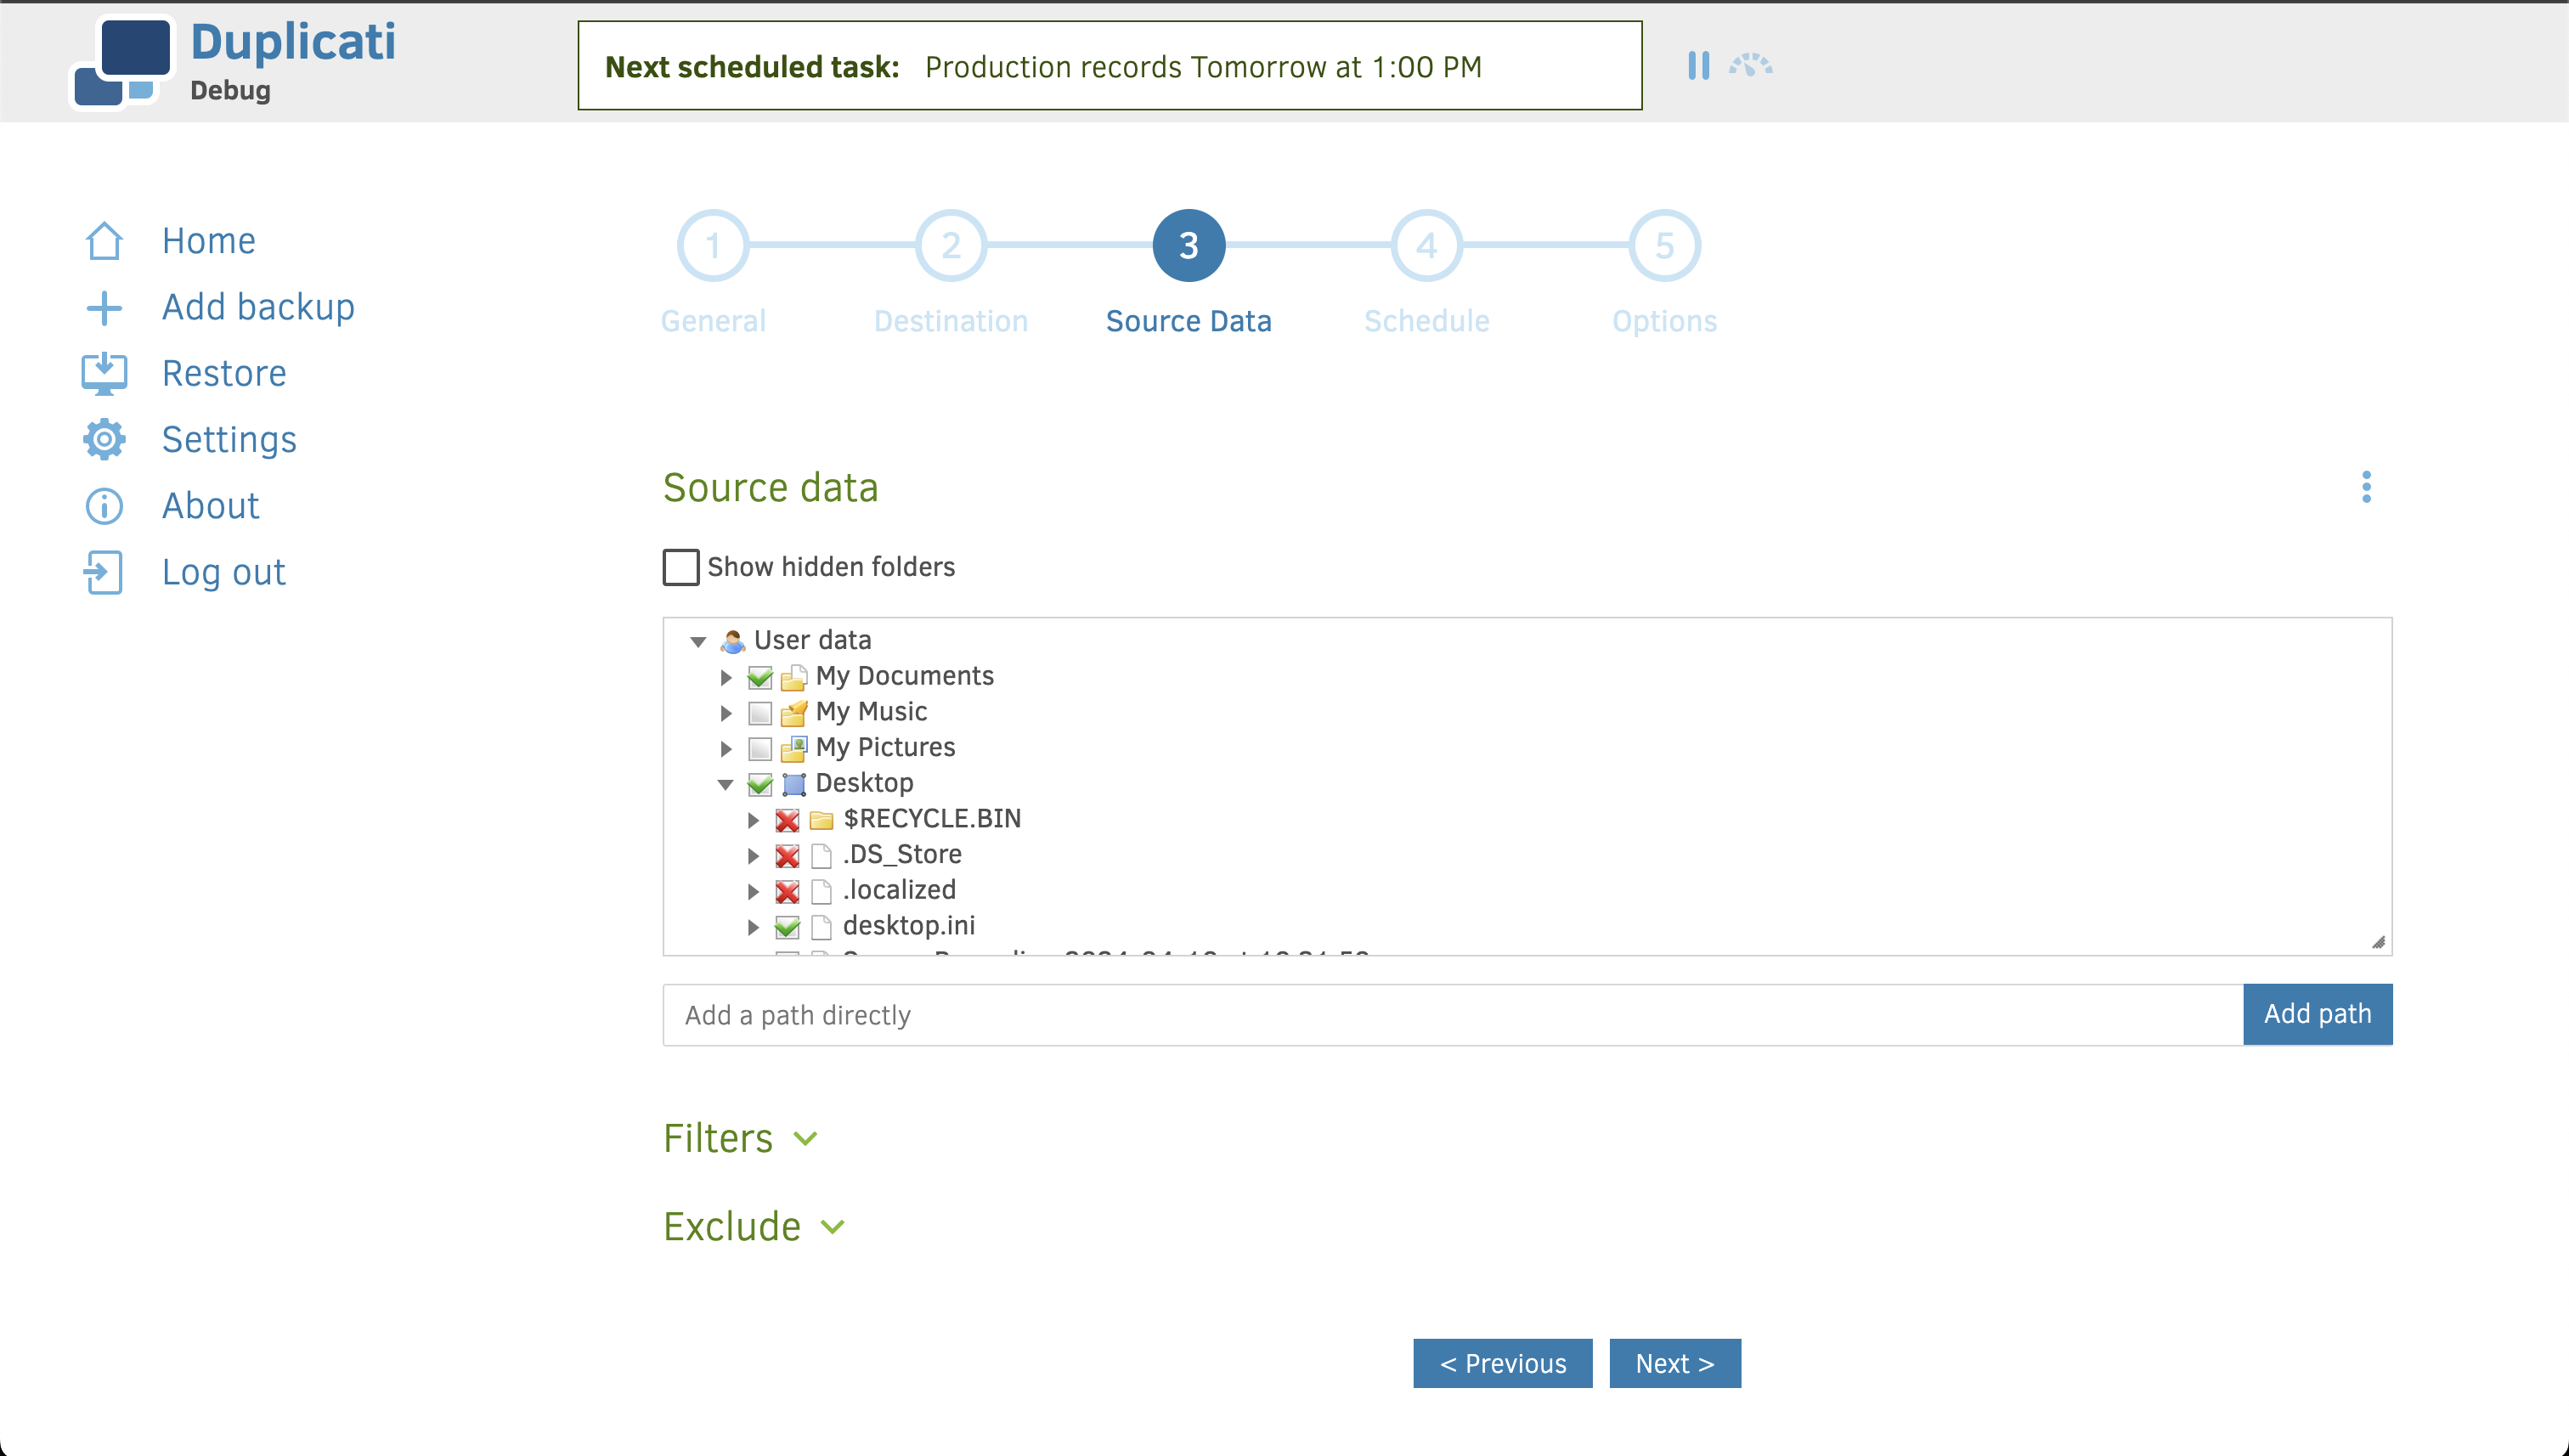 Duplicati
Debug
Next scheduled task: Production records Tomorrow at 1:00 PM
Home
Add backup
Restore
Settings
About
Log out
1 2 3 4 5
General Destination Source Data Schedule Options
Source data
Show hidden folders
User data
My Documents
My Music
My Pictures
Desktop
$RECYCLE.BIN
.DS_Store
.localized
desktop.ini
Add a path directly
Add path
Filters
Exclude
< Previous Next >